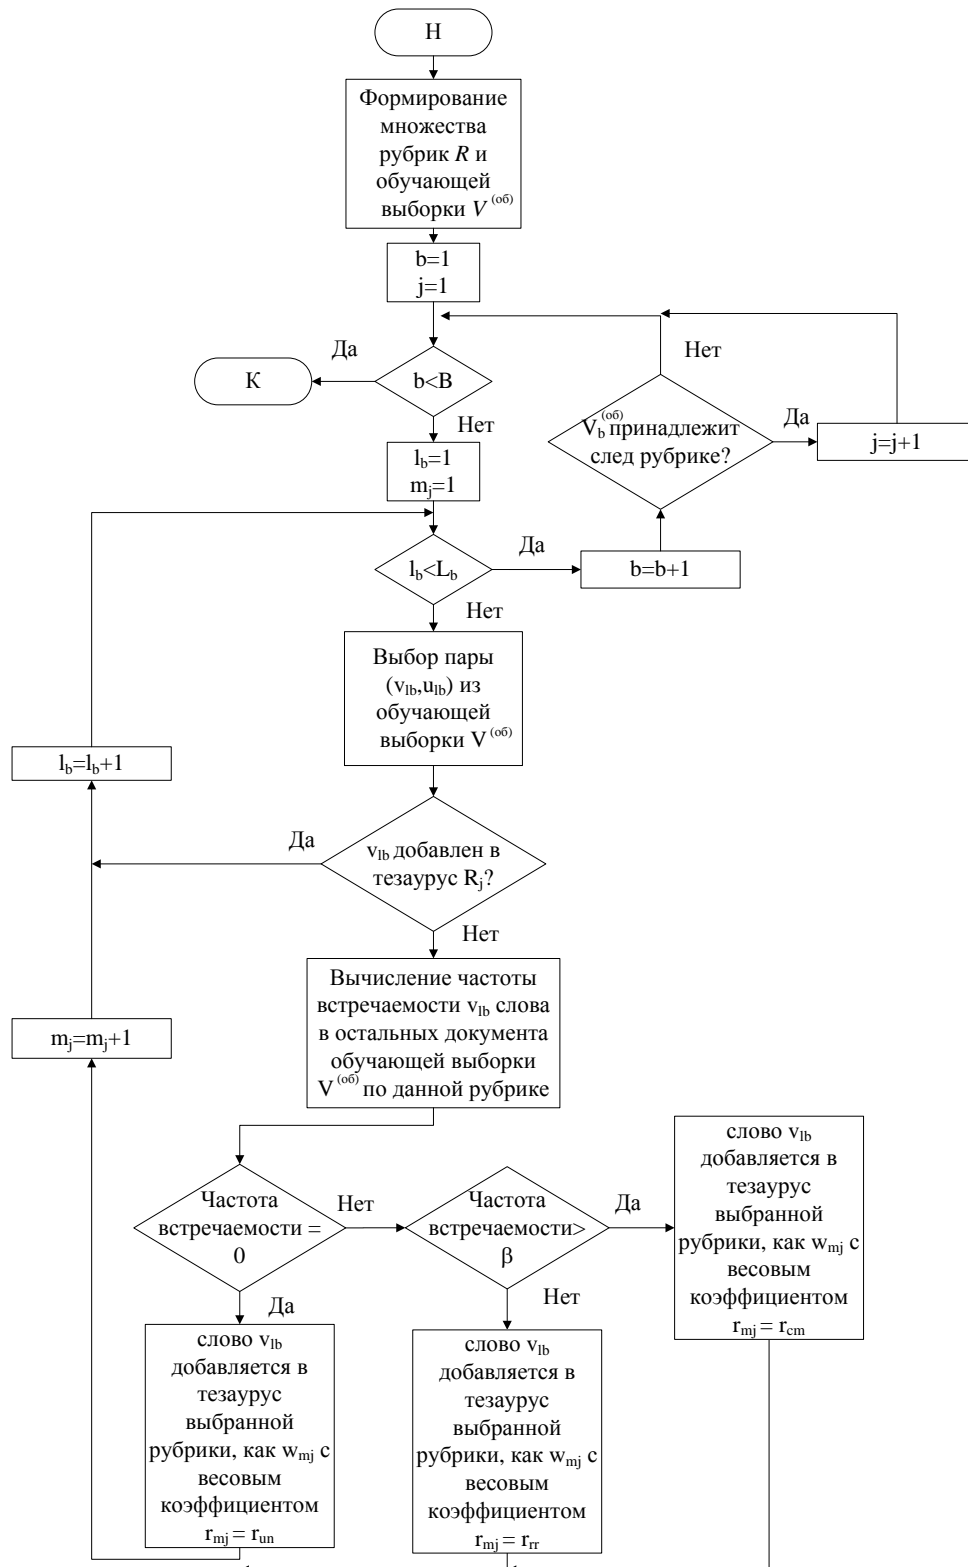 Н
Формирование
множества
рубрик R и
обучающей
выборки V(об)
b=1
j=1
Да
К
b<B
Нет
Нет
Vb(об) принадлежит
след рубрике?
Да
j=j+1
lb=1
mj=1
lb<Lb
Да
b=b+1
Нет
Выбор пары
(vlb,ulb) из
обучающей
выборки V(об)
lb=lb+1
Да
vlb добавлен в
тезаурус Rj?
Нет
Вычисление частоты
встречаемости vlb слова
в остальных документа
обучающей выборки
V(об) по данной рубрике
mj=mj+1
Частота
встречаемости =
0
Нет
Частота
встречаемости>
β
Да
слово vlb
добавляется в
тезаурус
выбранной
рубрики, как wmj с
весовым
коэффициентом
rmj = rcm
Да
Нет
слово vlb
добавляется в
тезаурус
выбранной
рубрики, как wmj с
весовым
коэффициентом
rmj = run
слово vlb
добавляется в
тезаурус
выбранной
рубрики, как wmj с
весовым
коэффициентом
rmj = rrr